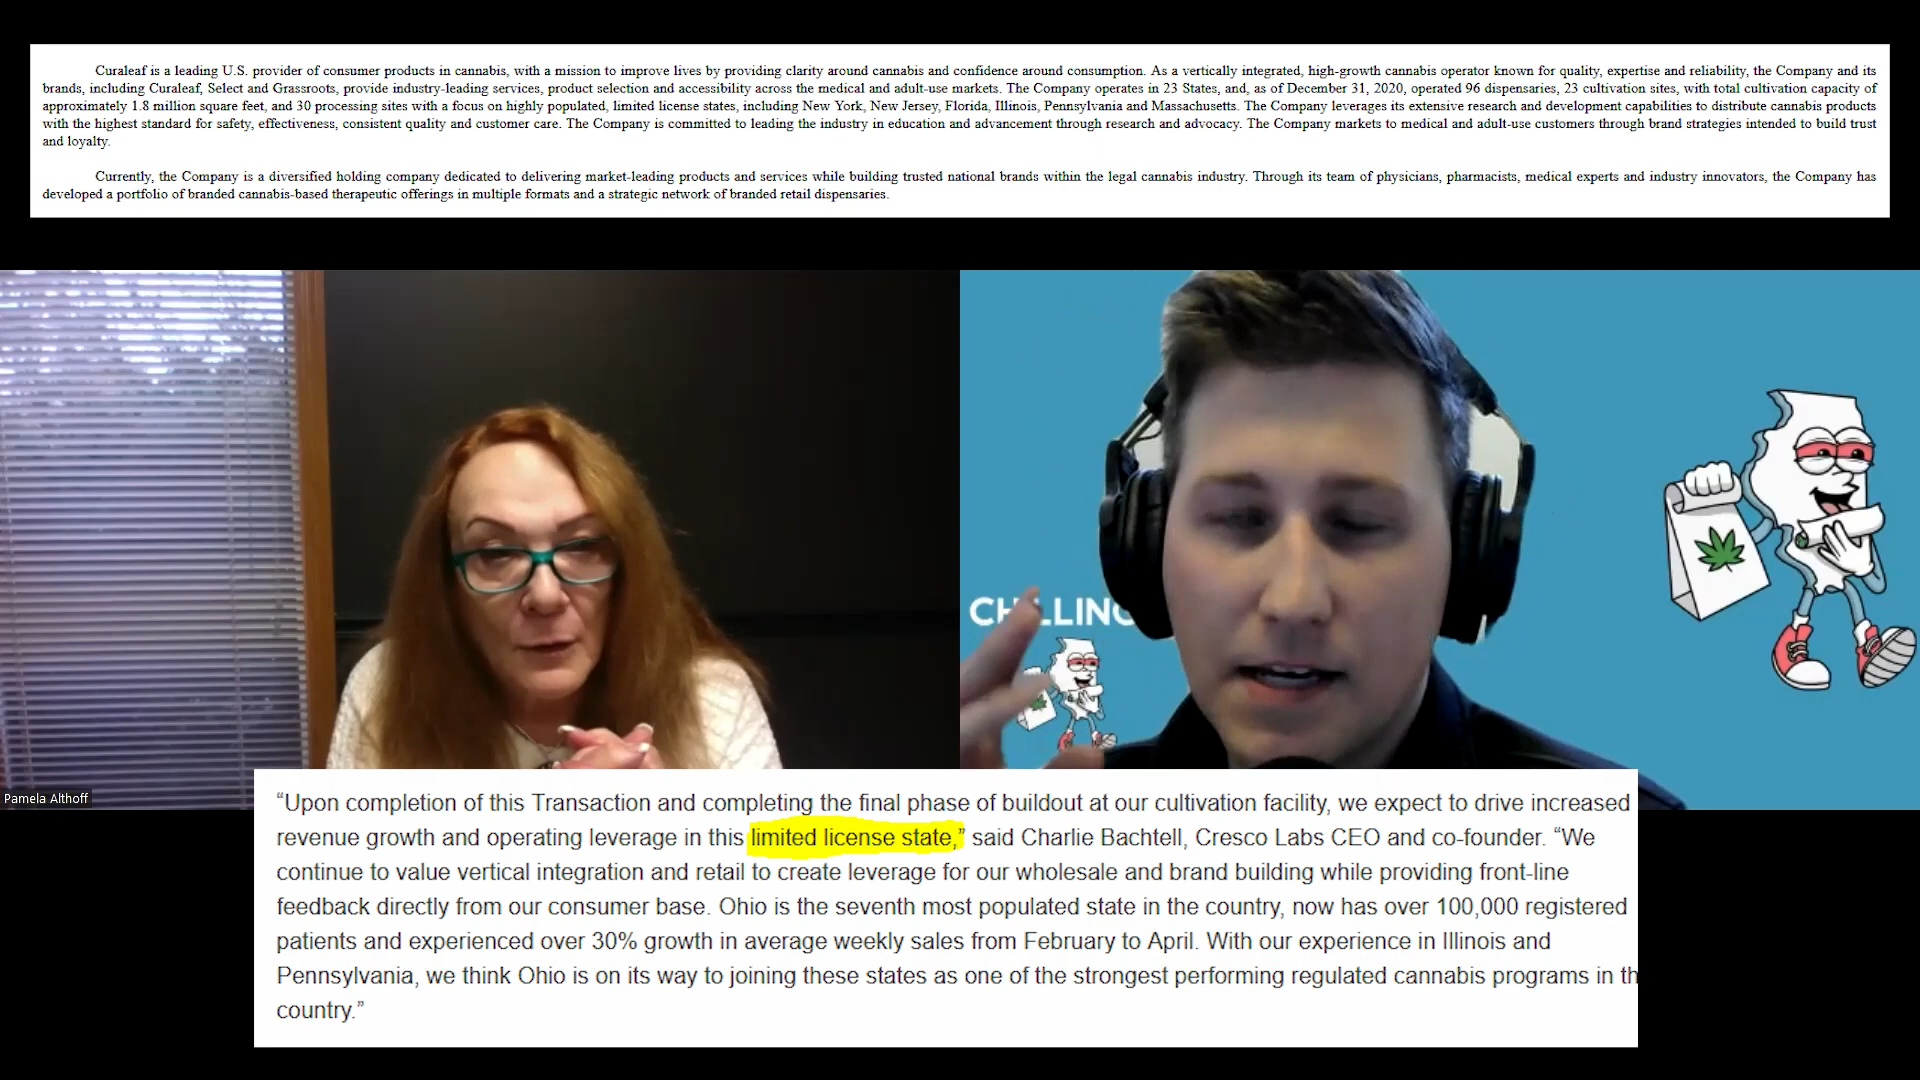 Curaleaf is a leading U.S. provider of consumer products in cannabis, with a mission to improve lives by providing clarity around cannabis and confidence around consumption. As a vertically integrated, high-growth cannabis operator known for quality, expertise and reliability, the Company and its
brands, including Curaleaf, Select and Grassroots, provide industry-leading services, product selection and accessibility across the medical and adult-use markets. The Company operates in 23 States, and, as of December 31, 2020, operated 96 dispensaries, 23 cultivation sites, with total cultivation capacity of
approximately 1.8 million square feet, and 30 processing sites with a focus on highly populated, limited license states, including New York, New Jersey, Florida, Illinois, Pennsylvania and Massachusetts. The Company leverages its extensive research and development capabilities to distribute cannabis products
with the highest standard for safety, effectiveness, consistent quality and customer care. The Company is committed to leading the industry in education and advancement through research and advocacy. The Company markets to medical and adult-use customers through brand strategies intended to build trust
and loyalty.
Currently, the Company is a diversified holding company dedicated to delivering market-leading products and services while building trusted national brands within the legal cannabis industry. Through its team of physicians, pharmacists, medical experts and industry innovators, the Company has
developed a portfolio of branded cannabis-based therapeutic offerings in multiple formats and a strategic network of branded retail dispensaries.
Pamela Althoff
“Upon completion of this Transaction and completing the final phase of buildout at our cultivation facility, we expect to drive increased
revenue growth and operating leverage in this limited license state,” said Charlie Bachtell, Cresco Labs CEO and co-founder. “We
continue to value vertical integration and retail to create leverage for our wholesale and brand building while providing front-line
feedback directly from our consumer base. Ohio is the seventh most populated state in the country, now has over 100,000 registered
patients and experienced over 30% growth in average weekly sales from February to April. With our experience in Illinois and
Pennsylvania, we think Ohio is on its way to joining these states as one of the strongest performing regulated cannabis programs in th
country.”